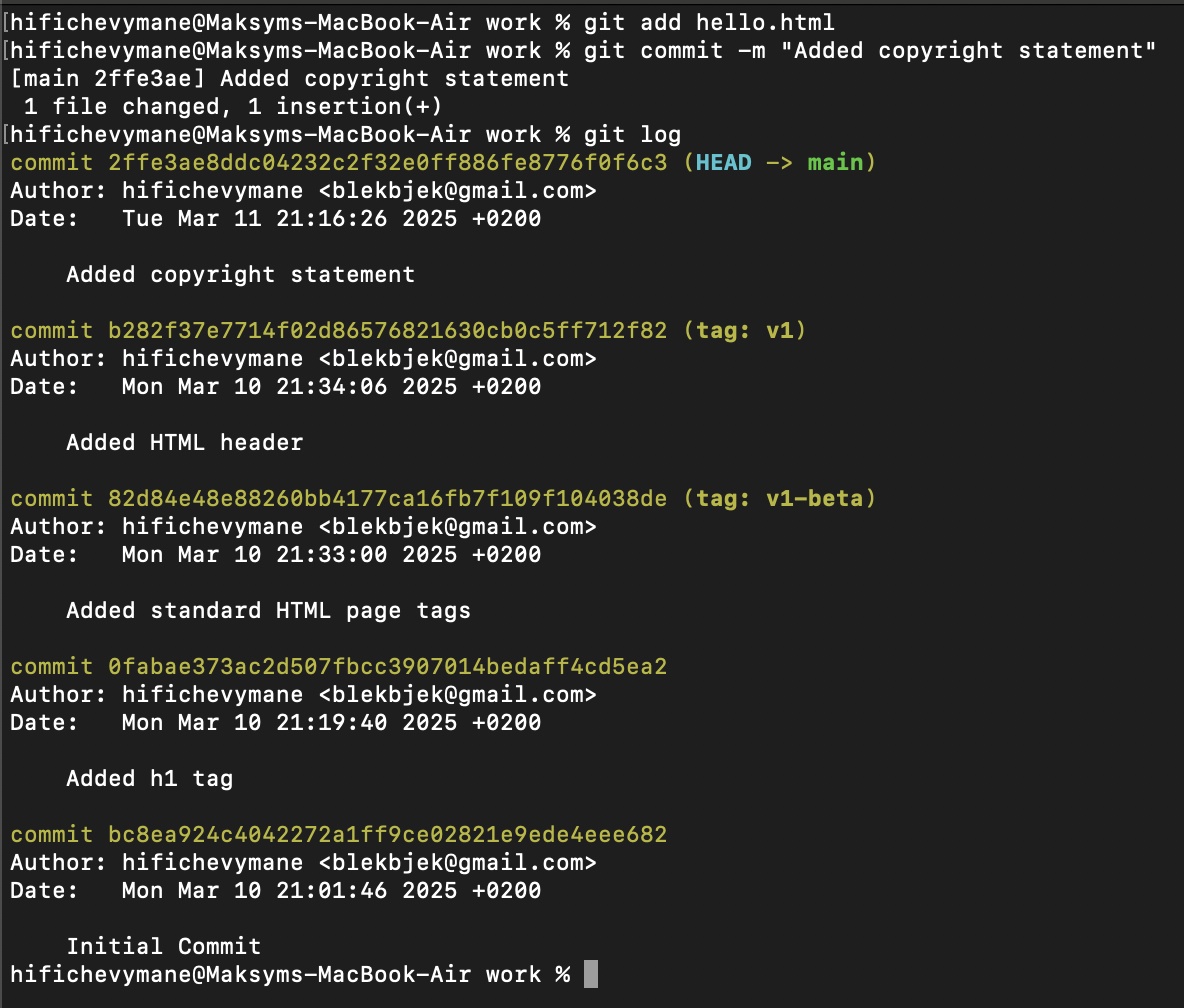 [hifichevymane@Maksyms-MacBook-Air work % git add hello.html
[hifichevymane@Maksyms-MacBook-Air work % git commit -m "Added copyright statement"
[main 2ffe3ae] Added copyright statement
 1 file changed, 1 insertion(+)
[hifichevymane@Maksyms-MacBook-Air work % git log
commit 2ffe3ae8ddc04232c2f32e0ff886fe8776f0f6c3 (HEAD -> main)
Author: hifichevymane <blekbjek@gmail.com>
Date:   Tue Mar 11 21:16:26 2025 +0200

    Added copyright statement

commit b282f37e7714f02d86576821630cb0c5ff712f82 (tag: v1)
Author: hifichevymane <blekbjek@gmail.com>
Date:   Mon Mar 10 21:34:06 2025 +0200

    Added HTML header

commit 82d84e48e88260bb4177ca16fb7f109f104038de (tag: v1-beta)
Author: hifichevymane <blekbjek@gmail.com>
Date:   Mon Mar 10 21:33:00 2025 +0200

    Added standard HTML page tags

commit 0fabae373ac2d507fbcc3907014bedaff4cd5ea2
Author: hifichevymane <blekbjek@gmail.com>
Date:   Mon Mar 10 21:19:40 2025 +0200

    Added h1 tag

commit bc8ea924c4042272a1ff9ce02821e9ede4eee682
Author: hifichevymane <blekbjek@gmail.com>
Date:   Mon Mar 10 21:01:46 2025 +0200

    Initial Commit
hifichevymane@Maksyms-MacBook-Air work %